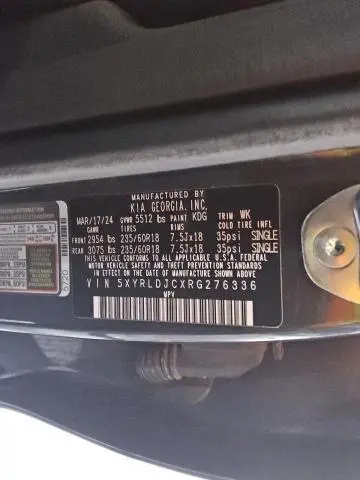 MANUFACTURED BY
KIA GEORGIA, INC.
MAR/17/24 GVWR 5512 lbs PAINT KDG TRIM WK
GAWR TIRES RIMS COLD TIRE INFL
FRONT 2954 lbs 235/60R18 7.5Jx18 35psi SINGLE
REAR 3075 lbs 235/60R18 7.5Jx18 35psi SINGLE
THIS VEHICLE CONFORMS TO ALL APPLICABLE U.S.A. FEDERAL
MOTOR VEHICLE SAFETY, BUMPER, AND THEFT PREVENTION
STANDARDS IN EFFECT ON THE DATE OF MANUFACTURE SHOWN
ABOVE.
VIN 5XYRLDJCXRG276336
MPV